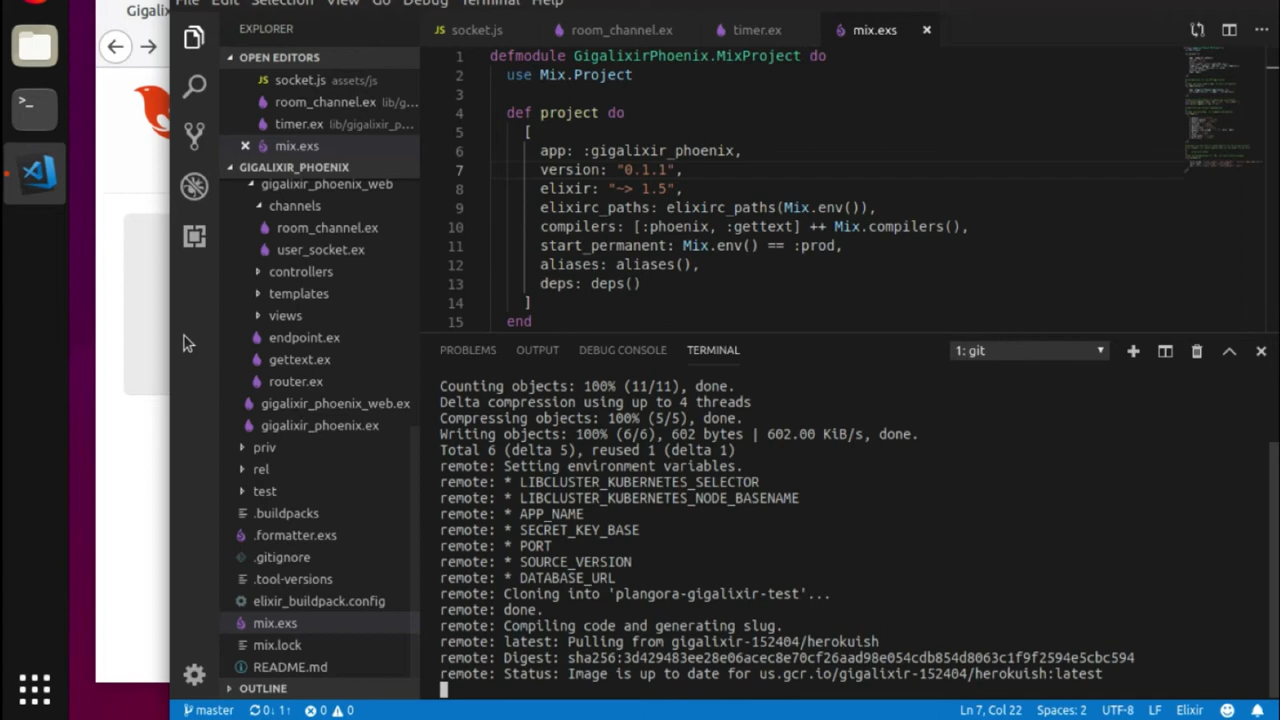 File Edit Selection View Go Debug Terminal Help
Gigalix
EXPLORER
OPEN EDITORS
JS socket.js assets/js
room_channel.ex lib/g...
timer.ex lib/gigalixir_p...
mix.exs
GIGALIXIR_PHOENIX
gigalixir_phoenix_web
channels
room_channel.ex
user_socket.ex
controllers
templates
views
endpoint.ex
gettext.ex
router.ex
gigalixir_phoenix_web.ex
gigalixir_phoenix.ex
priv
rel
test
.buildpacks
.formatter.exs
.gitignore
.tool-versions
elixir_buildpack.config
mix.exs
mix.lock
README.md
OUTLINE
JS socket.js room_channel.ex timer.ex mix.exs
1 defmodule GigalixirPhoenix.MixProject do
2 use Mix.Project
3
4 def project do
5 [
6 app: :gigalixir_phoenix,
7 version: "0.1.1",
8 elixir: "~> 1.5",
9 elixirc_paths: elixirc_paths(Mix.env()),
10 compilers: [:phoenix, :gettext] ++ Mix.compilers(),
11 start_permanent: Mix.env() == :prod,
12 aliases: aliases(),
13 deps: deps()
14 ]
15 end
PROBLEMS OUTPUT DEBUG CONSOLE TERMINAL 1: git
Counting objects: 100% (11/11), done.
Delta compression using up to 4 threads
Compressing objects: 100% (5/5), done.
Writing objects: 100% (6/6), 602 bytes | 602.00 KiB/s, done.
Total 6 (delta 5), reused 1 (delta 1)
remote: Setting environment variables.
remote: * LIBCLUSTER_KUBERNETES_SELECTOR
remote: * LIBCLUSTER_KUBERNETES_NODE_BASENAME
remote: * APP_NAME
remote: * SECRET_KEY_BASE
remote: * PORT
remote: * SOURCE_VERSION
remote: * DATABASE_URL
remote: Cloning into 'plangora-gigalixir-test'...
remote: done.
remote: Compiling code and generating slug.
remote: latest: Pulling from gigalixir-152404/herokuish
remote: Digest: sha256:3d429483ee28e06acec8e70cf26aad98e054cdb854d8063c1f9f2594e5cbc594
remote: Status: Image is up to date for us.gcr.io/gigalixir-152404/herokuish:latest
master 0↓ 1↑ 0 0 Ln 7, Col 22 Spaces: 2 UTF-8 LF Elixir